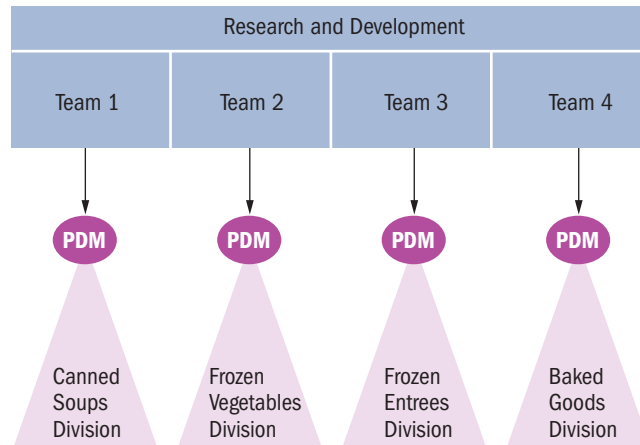 Research and Development
Team 1 Team 2 Team 3 Team 4
PDM PDM PDM PDM
Canned Frozen Frozen Baked
Soups Vegetables Entrees Goods
Division Division Division Division